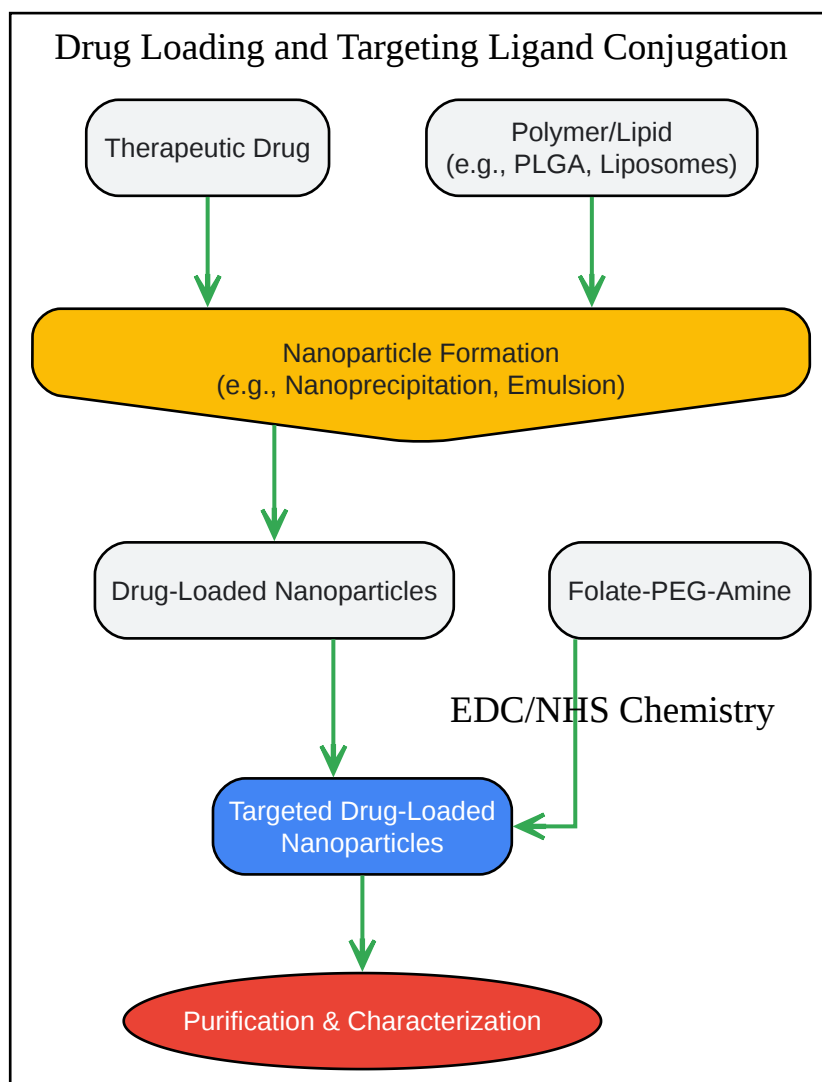 Drug Loading and Targeting Ligand Conjugation
Therapeutic Drug
Polymer/Lipid
(e.g., PLGA, Liposomes)
Nanoparticle Formation
(e.g., Nanoprecipitation, Emulsion)
Drug-Loaded Nanoparticles
Folate-PEG-Amine
EDC/NHS Chemistry
Targeted Drug-Loaded
Nanoparticles
Purification & Characterization